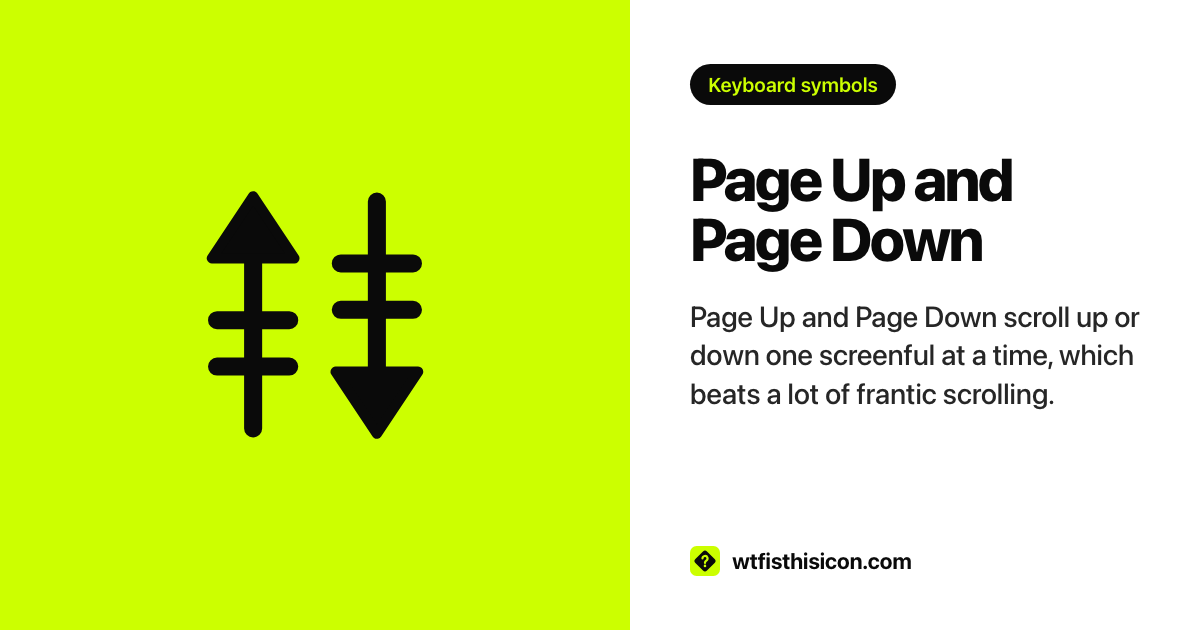 Keyboard symbols
Page Up and
Page Down
Page Up and Page Down scroll up or
down one screenful at a time, which
beats a lot of frantic scrolling.
?
wtfisthisicon.com